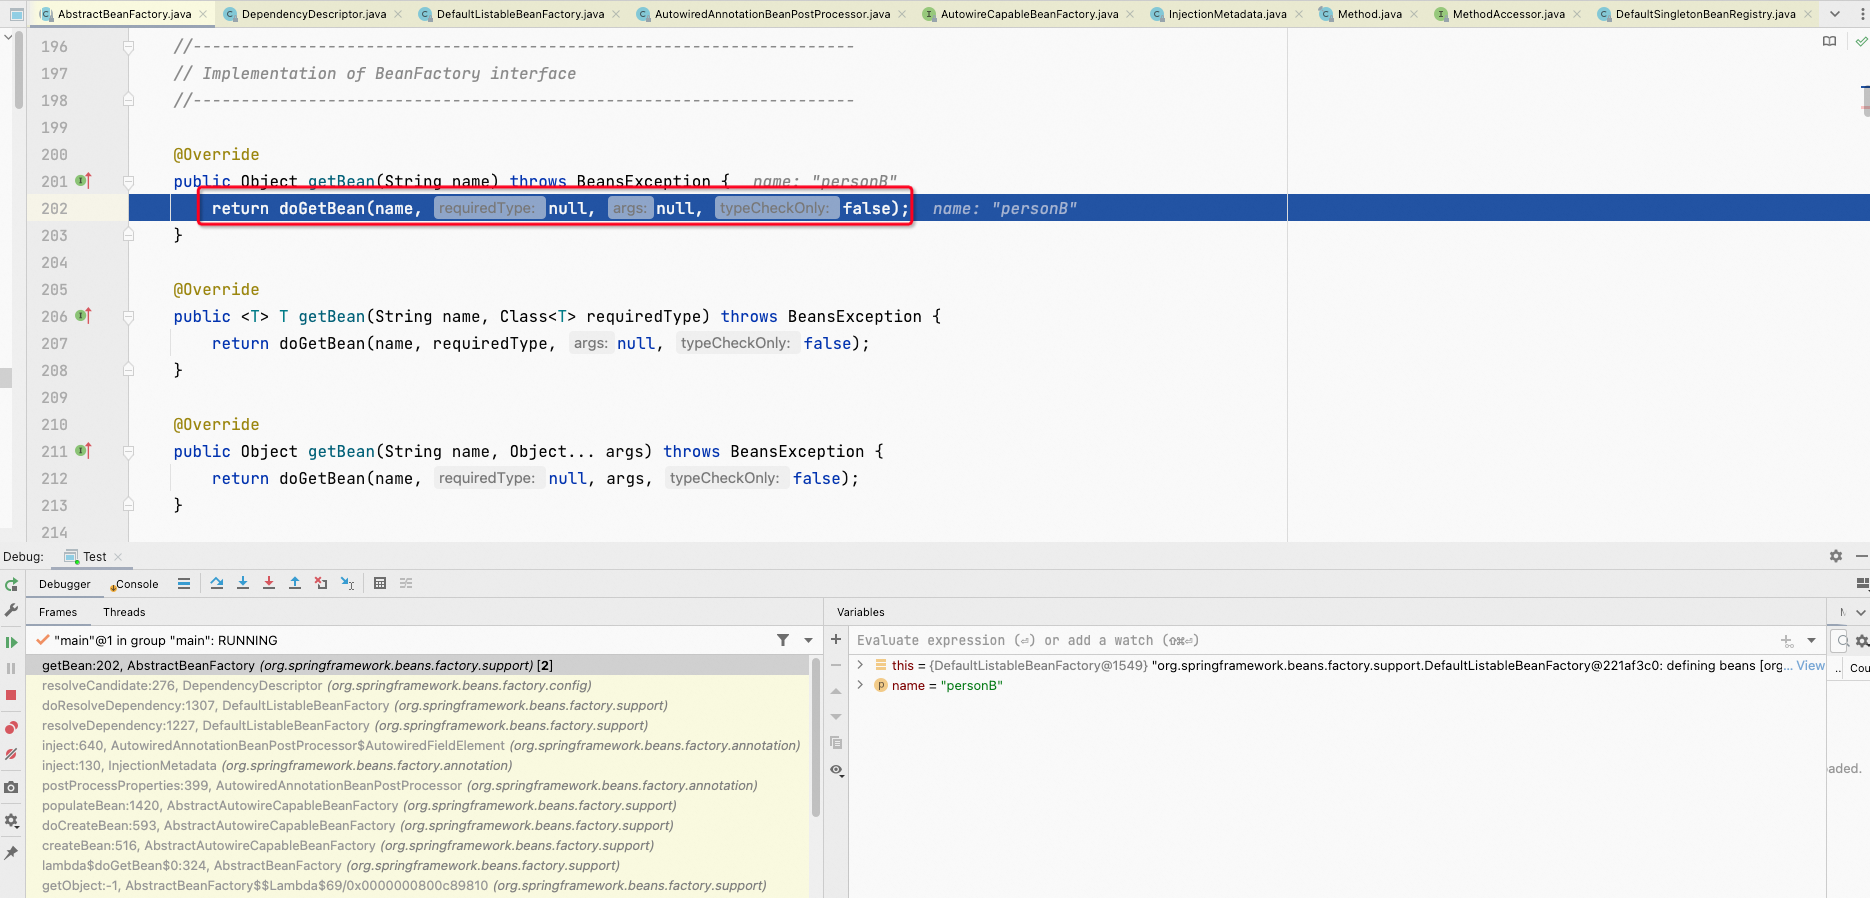 AbstractBeanFactory.java DependencyDescriptor.java DefaultListableBeanFactory.java AutowiredAnnotationBeanPostProcessor.java AutowireCapableBeanFactory.java InjectionMetadata.java Method.java MethodAccessor.java DefaultSingletonBeanRegistry.java
196 //---------------------------------------------------------------------
197 // Implementation of BeanFactory interface
198 //---------------------------------------------------------------------
199
200 @Override
201 public Object getBean(String name) throws BeansException { name: "personB"
202 return doGetBean(name, requiredType: null, args: null, typeCheckOnly: false); name: "personB"
203 }
204
205 @Override
206 public <T> T getBean(String name, Class<T> requiredType) throws BeansException {
207 return doGetBean(name, requiredType, args: null, typeCheckOnly: false);
208 }
209
210 @Override
211 public Object getBean(String name, Object... args) throws BeansException {
212 return doGetBean(name, requiredType: null, args, typeCheckOnly: false);
213 }
214
Debug: Test
Debugger Console
Frames Threads
"main"@1 in group "main": RUNNING
getBean:202, AbstractBeanFactory (org.springframework.beans.factory.support) [2]
resolveCandidate:276, DependencyDescriptor (org.springframework.beans.factory.config)
doResolveDependency:1307, DefaultListableBeanFactory (org.springframework.beans.factory.support)
resolveDependency:1227, DefaultListableBeanFactory (org.springframework.beans.factory.support)
inject:640, AutowiredAnnotationBeanPostProcessor$AutowiredFieldElement (org.springframework.beans.factory.annotation)
inject:130, InjectionMetadata (org.springframework.beans.factory.annotation)
postProcessProperties:399, AutowiredAnnotationBeanPostProcessor (org.springframework.beans.factory.annotation)
populateBean:1420, AbstractAutowireCapableBeanFactory (org.springframework.beans.factory.support)
doCreateBean:593, AbstractAutowireCapableBeanFactory (org.springframework.beans.factory.support)
createBean:516, AbstractAutowireCapableBeanFactory (org.springframework.beans.factory.support)
lambda$doGetBean$0:324, AbstractBeanFactory (org.springframework.beans.factory.support)
getObject:-1, AbstractBeanFactory$$Lambda$69/0x0000000800c89810 (org.springframework.beans.factory.support)
Variables
Evaluate expression (⏎) or add a watch (⇧⌘⏎)
this = {DefaultListableBeanFactory@1549} "org.springframework.beans.factory.support.DefaultListableBeanFactory@221af3c0: defining beans [org... View
name = "personB"
.. Cou
aded.